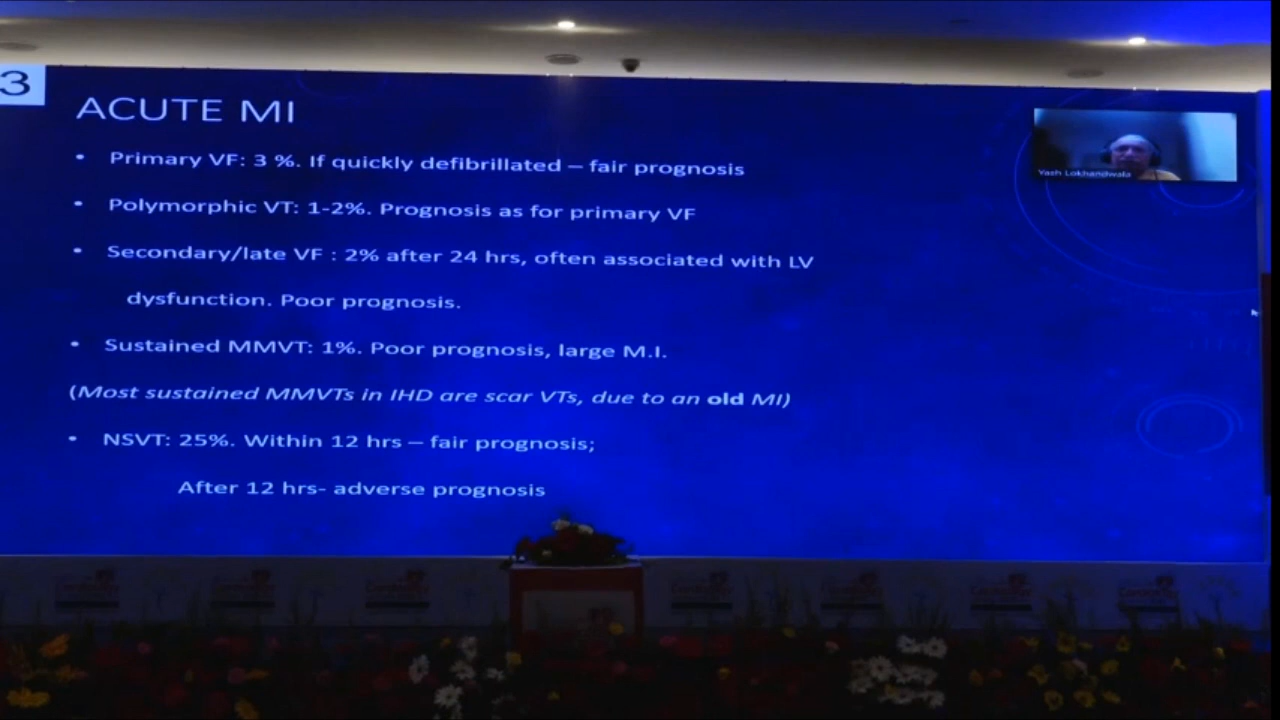 3
ACUTE MI
• Primary VF: 3 %. If quickly defibrillated – fair prognosis
• Polymorphic VT: 1-2%. Prognosis as for primary VF
• Secondary/late VF : 2% after 24 hrs, often associated with LV
dysfunction. Poor prognosis.
• Sustained MMVT: 1%. Poor prognosis, large M.I.
(Most sustained MMVTs in IHD are scar VTs, due to an old MI)
• NSVT: 25%. Within 12 hrs – fair prognosis;
After 12 hrs- adverse prognosis
Yash Lokhandwala